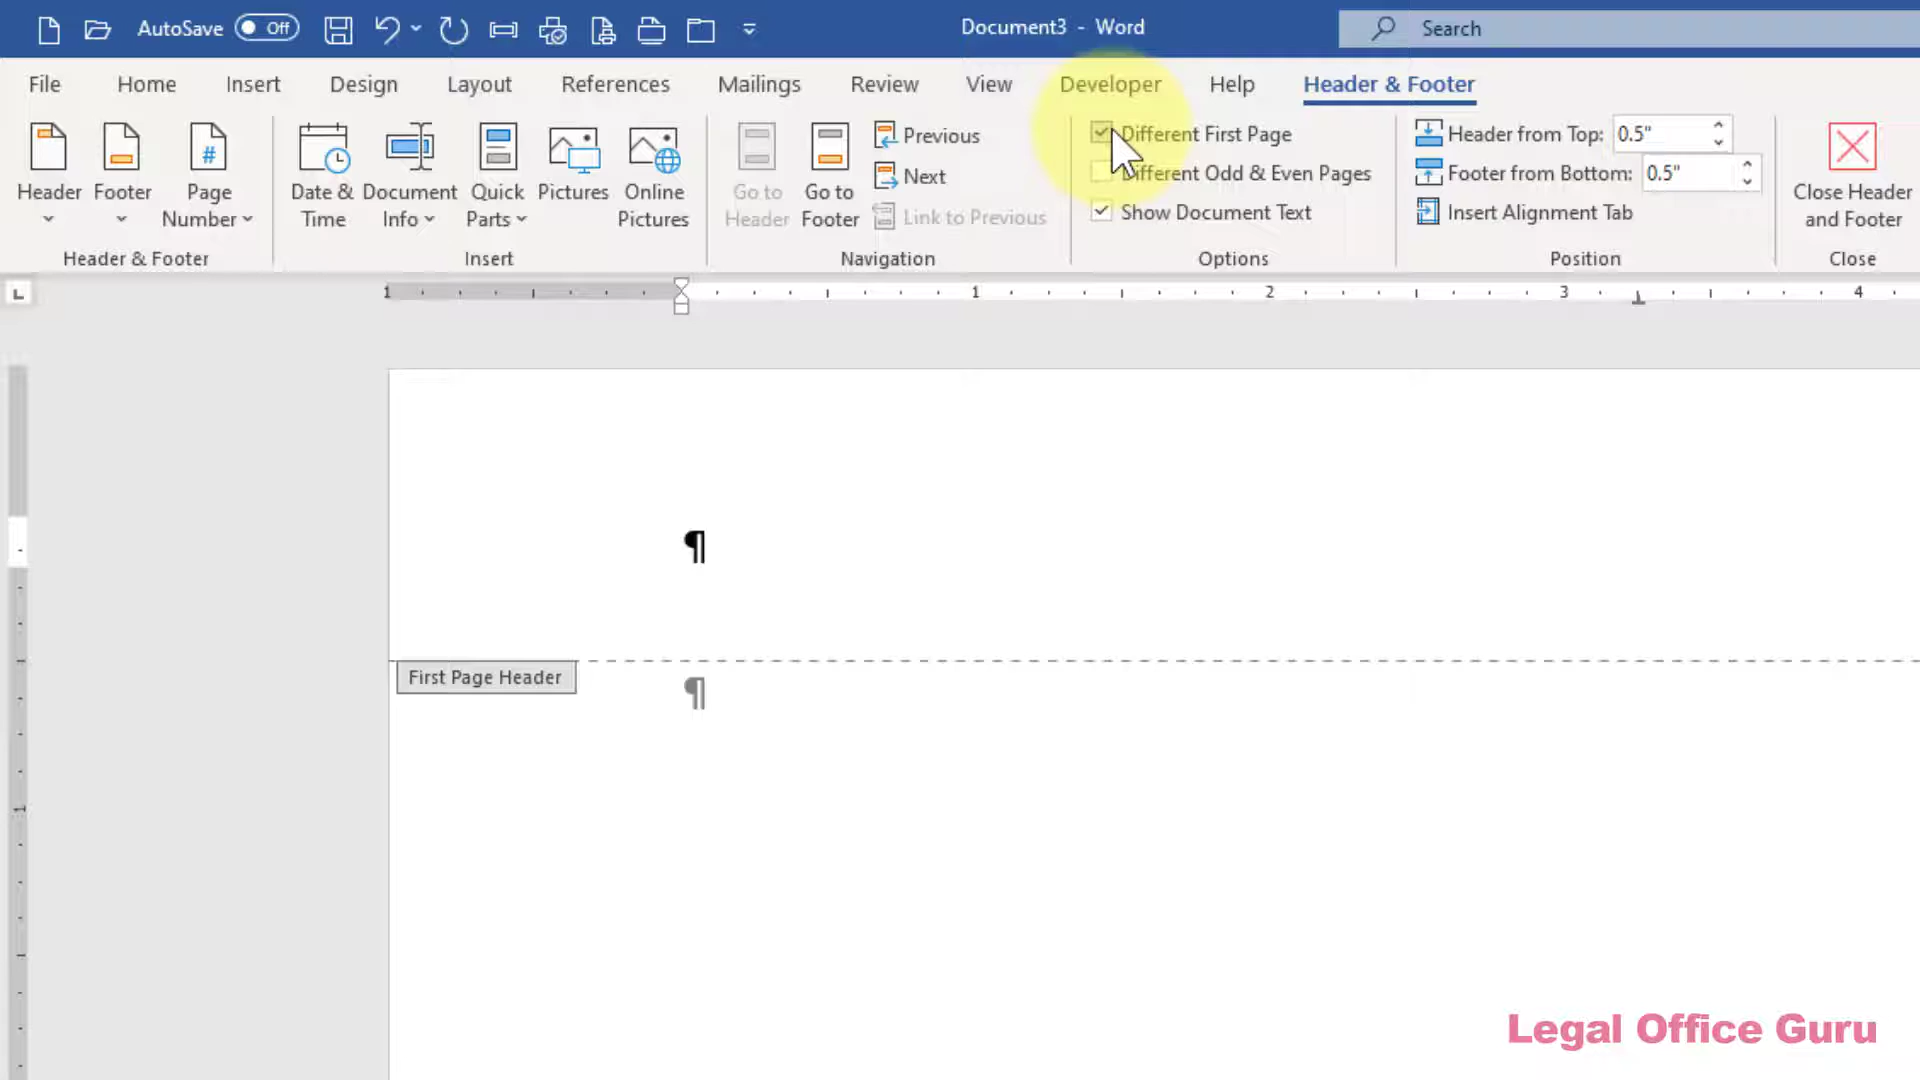 AutoSave Off Document3 - Word Search
File Home Insert Design Layout References Mailings Review View Developer Help Header & Footer
Header
Footer
Page
Number
Header & Footer
Date &
Time
Document
Info
Quick
Parts
Pictures
Online
Pictures
Insert
Go to
Header
Go to
Footer
Previous
Next
Link to Previous
Navigation
Different First Page
Different Odd & Even Pages
Show Document Text
Options
Header from Top: 0.5"
Footer from Bottom: 0.5"
Insert Alignment Tab
Position
Close Header
and Footer
Close
1 1 2 3 4
¶
First Page Header
¶
1
Legal Office Guru